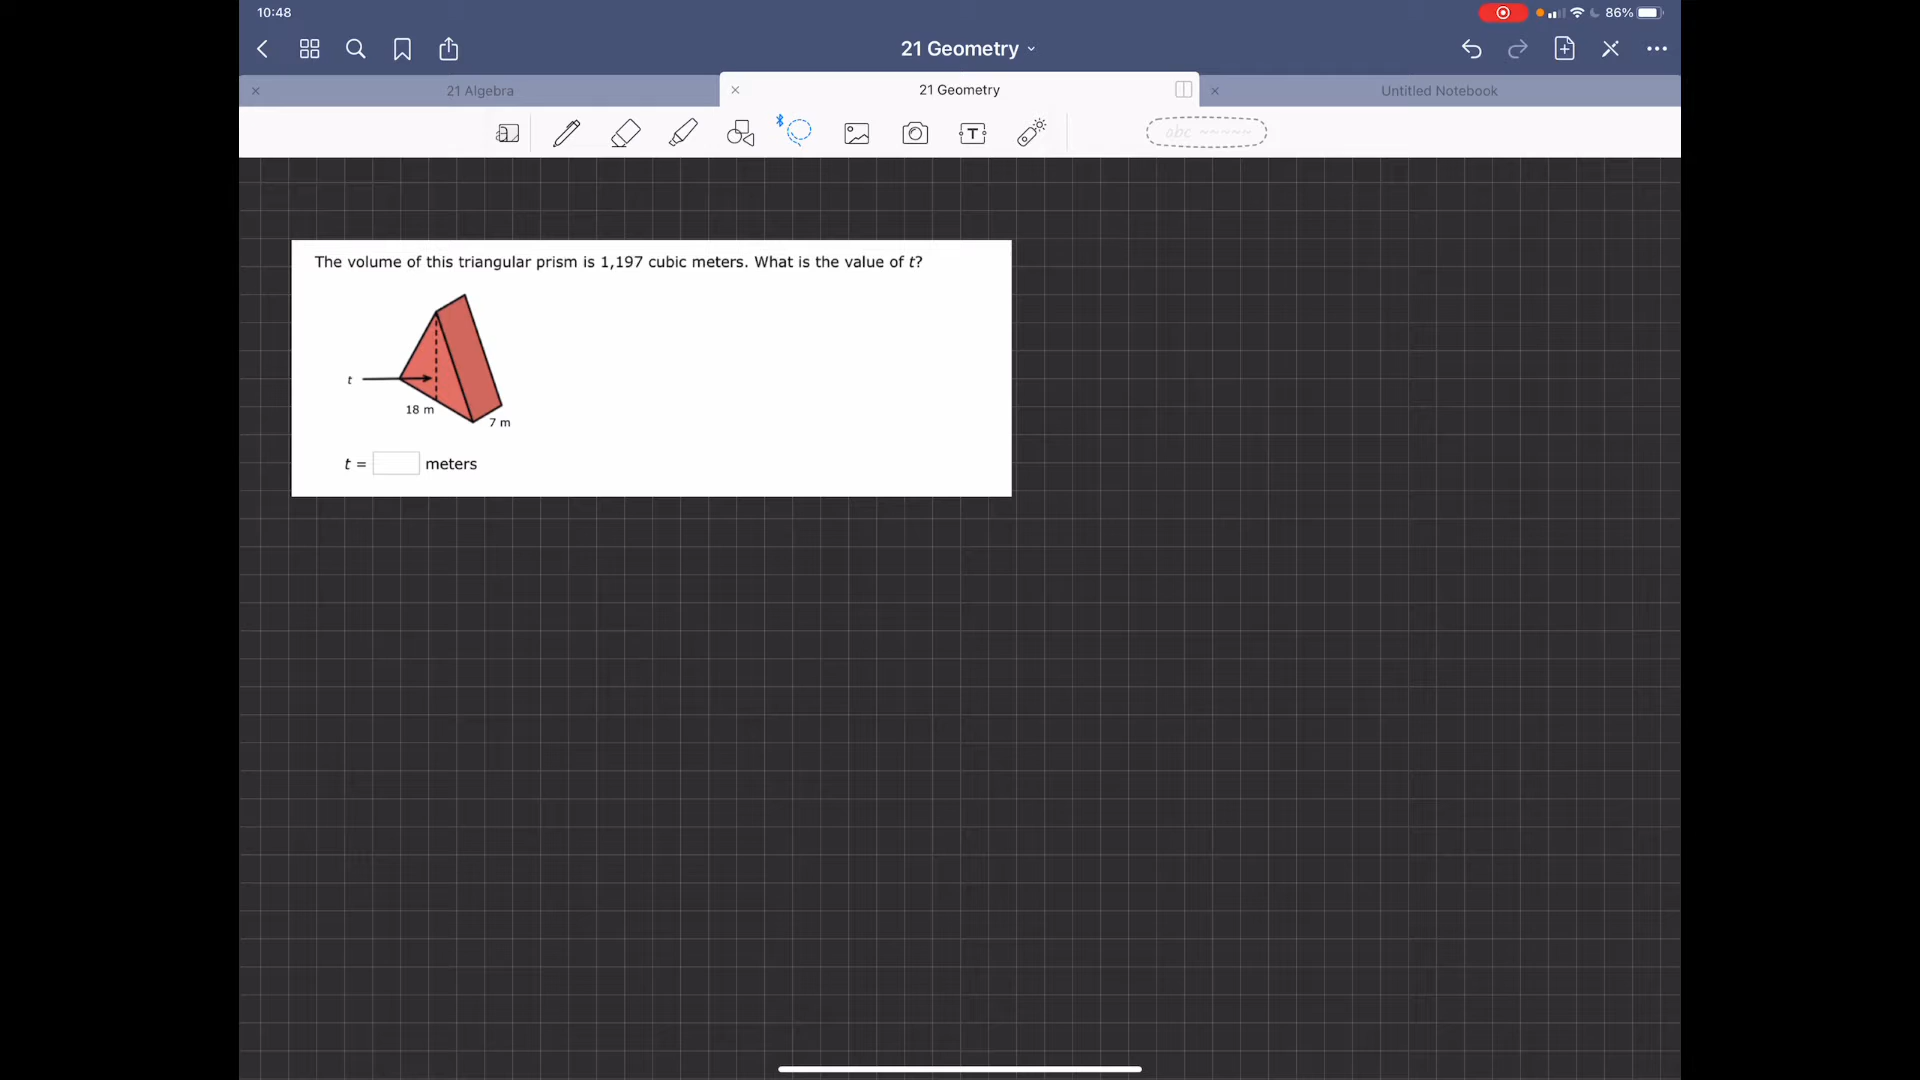 10:48
86%
21 Geometry
21 Algebra
21 Geometry
Untitled Notebook
a
T
abc
The volume of this triangular prism is 1,197 cubic meters. What is the value of t?
t
18 m
7 m
t = meters